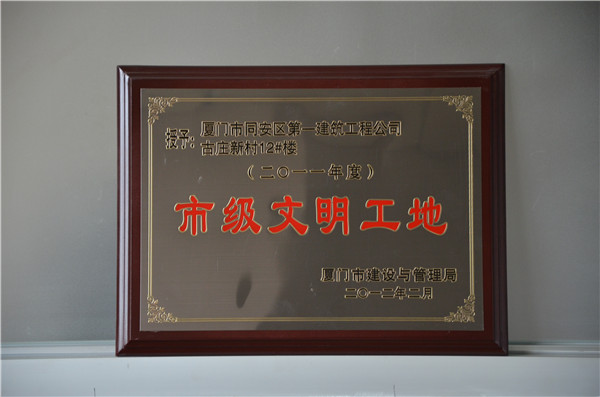 授予：厦门市同安区第一建筑工程公司
古庄新村12#楼
（二〇一一年度）
市级文明工地
厦门市建设与管理局
二〇一二年二月